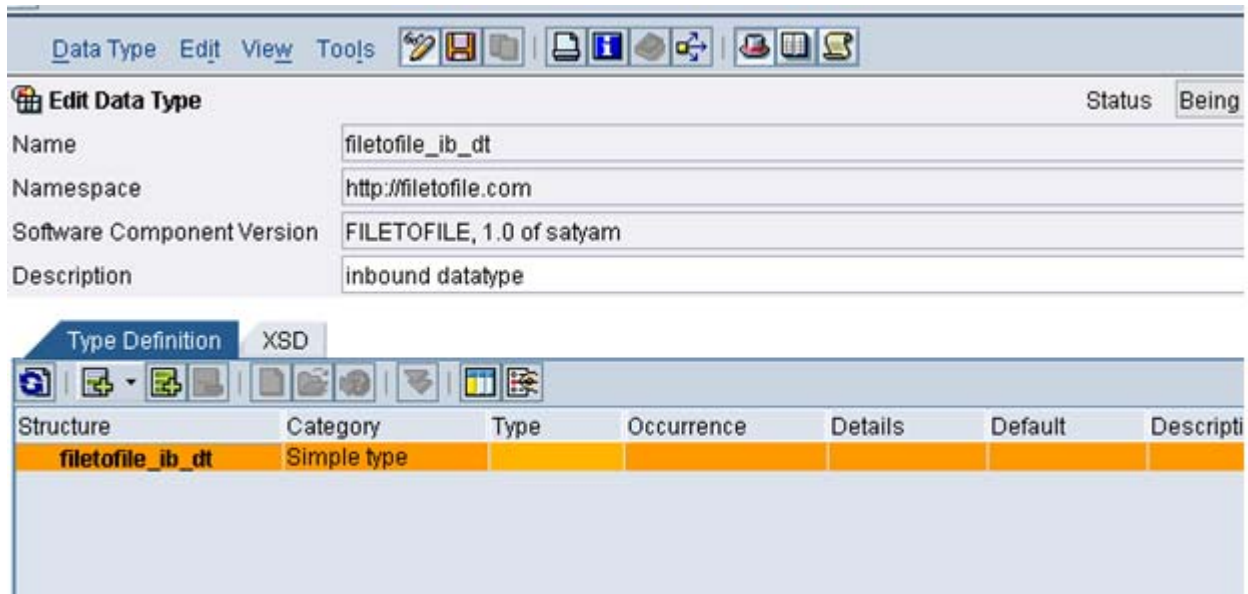 Data Type Edit View Tools
Edit Data Type Status Being
Name filetofile_ib_dt
Namespace http://filetofile.com
Software Component Version FILETOFILE, 1.0 of satyam
Description inbound datatype
Type Definition XSD
Structure Category Type Occurrence Details Default Descripti
filetofile_ib_dt Simple type